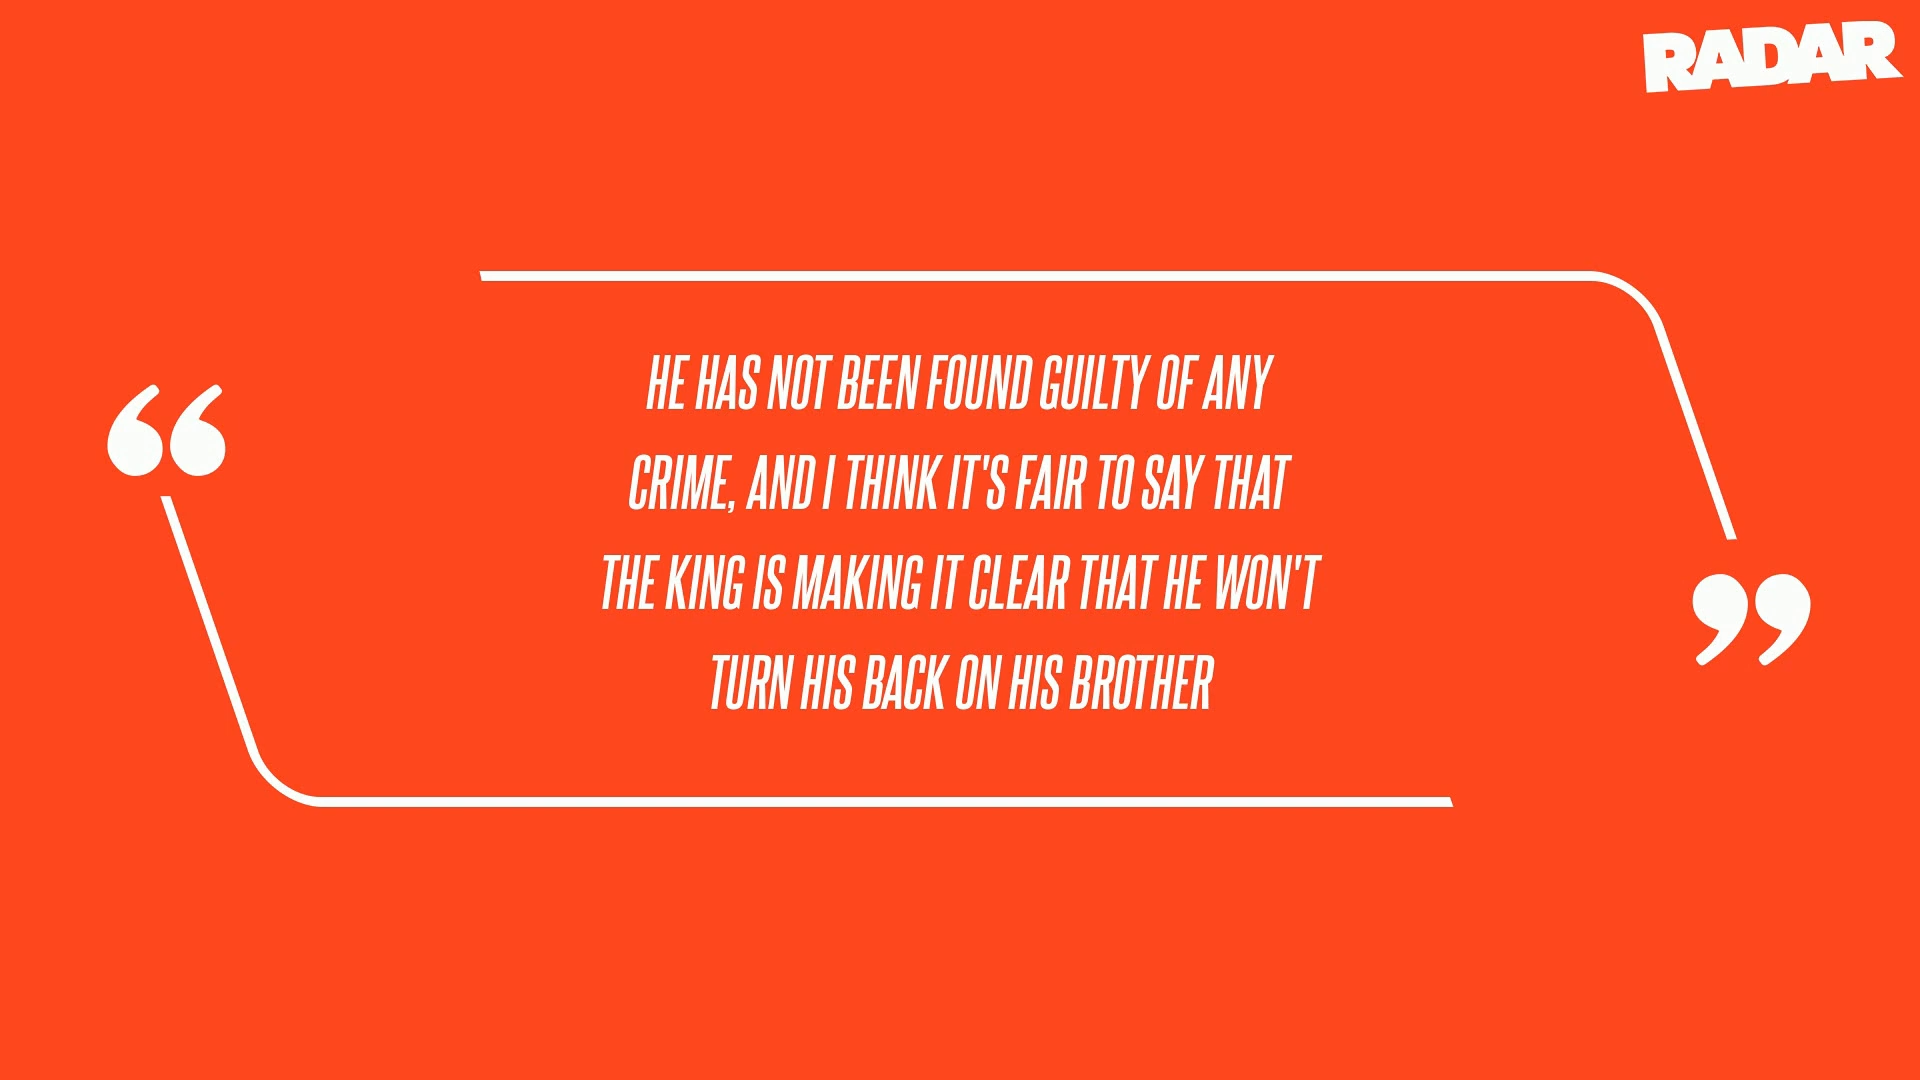 RADAR
“
HE HAS NOT BEEN FOUND GUILTY OF ANY
CRIME, AND I THINK IT'S FAIR TO SAY THAT
THE KING IS MAKING IT CLEAR THAT HE WON'T
TURN HIS BACK ON HIS BROTHER
”